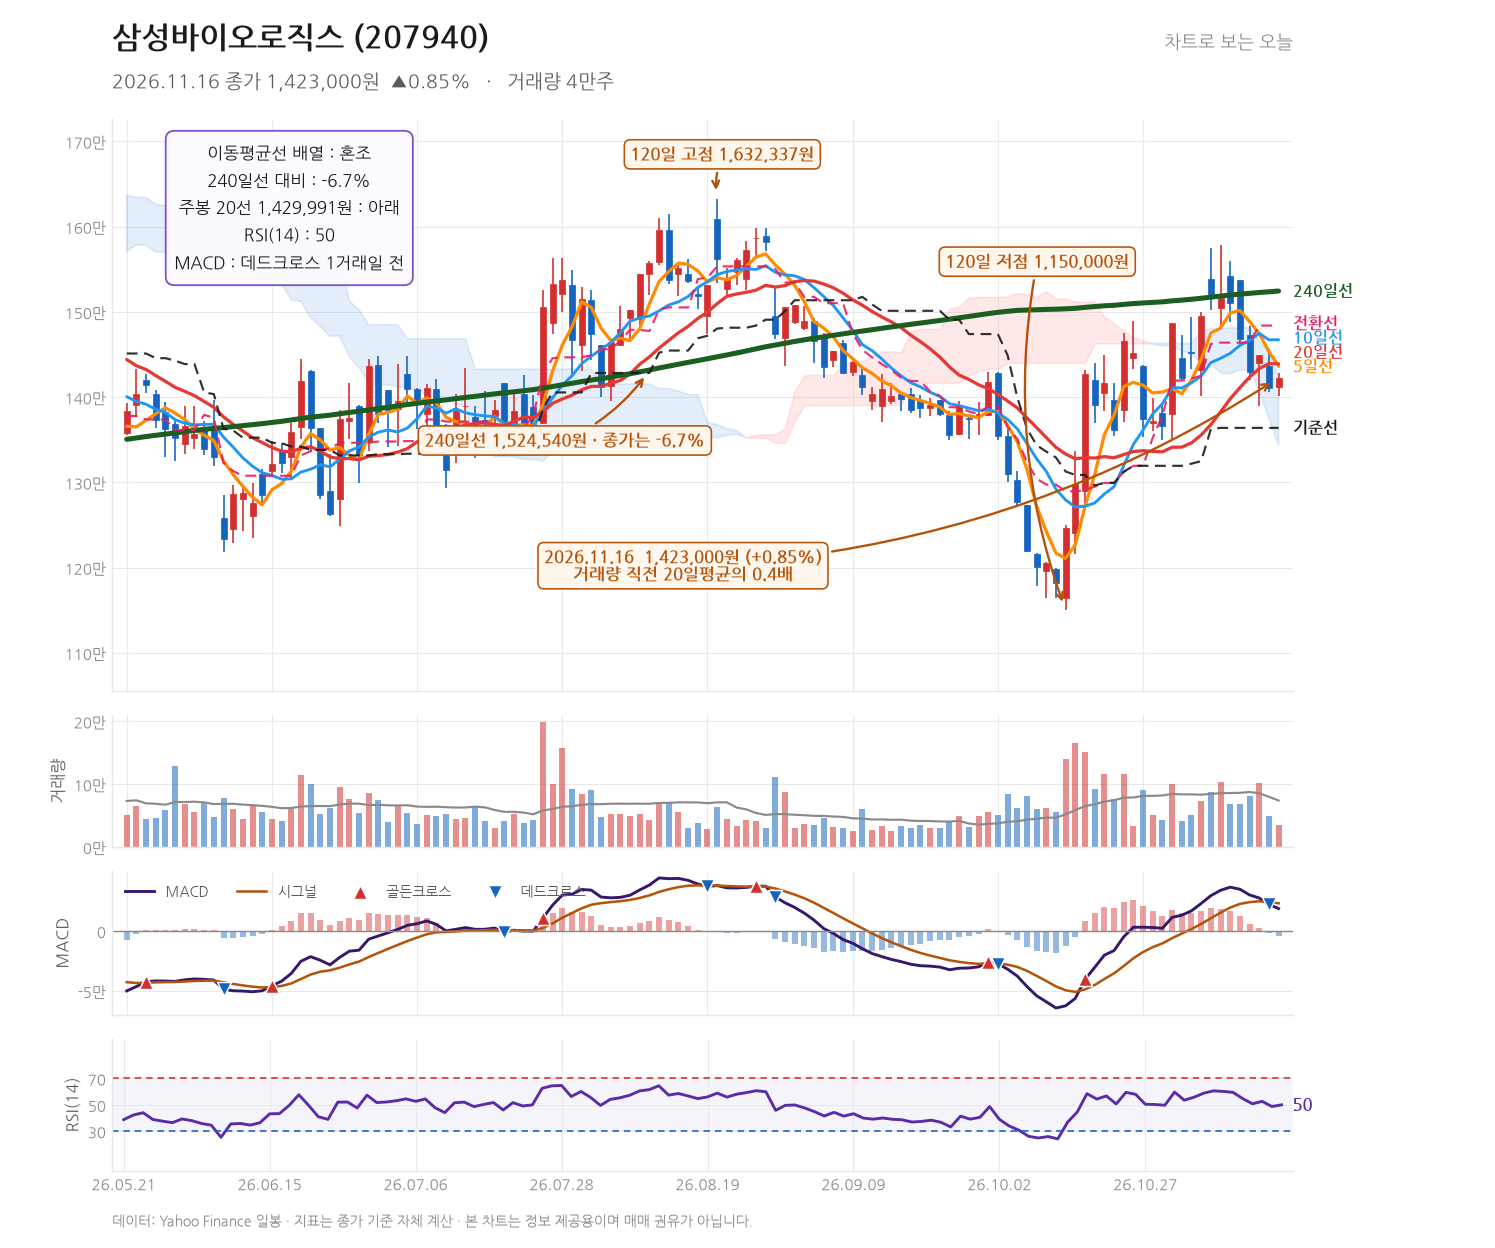 삼성바이오로직스 (207940)
차트로 보는 오늘
2026.11.16 종가 1,423,000원 ▲0.85% · 거래량 4만주
170만
160만
150만
140만
130만
120만
110만
이동평균선 배열 : 혼조
240일선 대비 : -6.7%
주봉 20선 1,429,991원 : 아래
RSI(14) : 50
MACD : 데드크로스 1거래일 전
120일 고점 1,632,337원
120일 저점 1,150,000원
240일선 1,524,540원 · 종가는 -6.7%
2026.11.16 1,423,000원 (+0.85%)
거래량 직전 20일평균의 0.4배
240일선
전환선
10일선
20일선
5일선
기준선
거래량
20만
10만
0만
MACD
MACD
시그널
골든크로스
데드크로스
0
-5만
RSI(14)
70
50
30
50
26.05.21
26.06.15
26.07.06
26.07.28
26.08.19
26.09.09
26.10.02
26.10.27
데이터: Yahoo Finance 일봉 · 지표는 종가 기준 자체 계산 · 본 차트는 정보 제공용이며 매매 권유가 아닙니다.